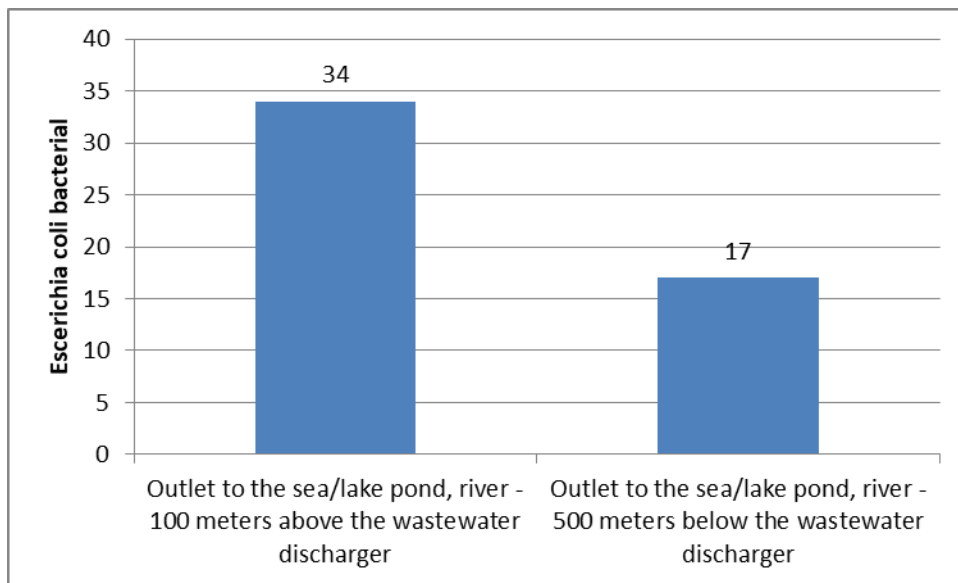 Escerichia coli bacterial
40
35
30
25
20
15
10
5
0
34
17
Outlet to the sea/lake pond, river -
100 meters above the wastewater
discharger
Outlet to the sea/lake pond, river -
500 meters below the wastewater
discharger